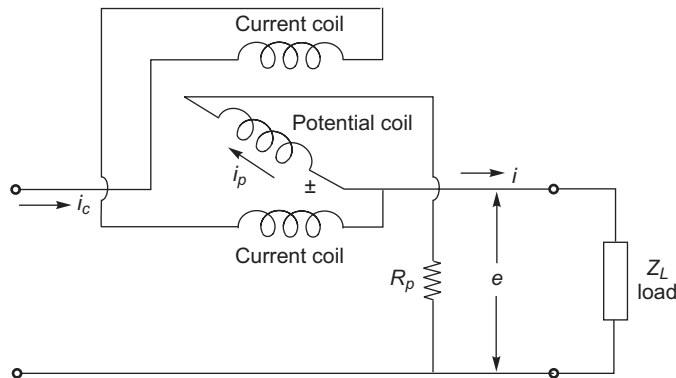 Current coil
Potential coil
i_p
±
i
i_c
Current coil
R_p
e
Z_L
load